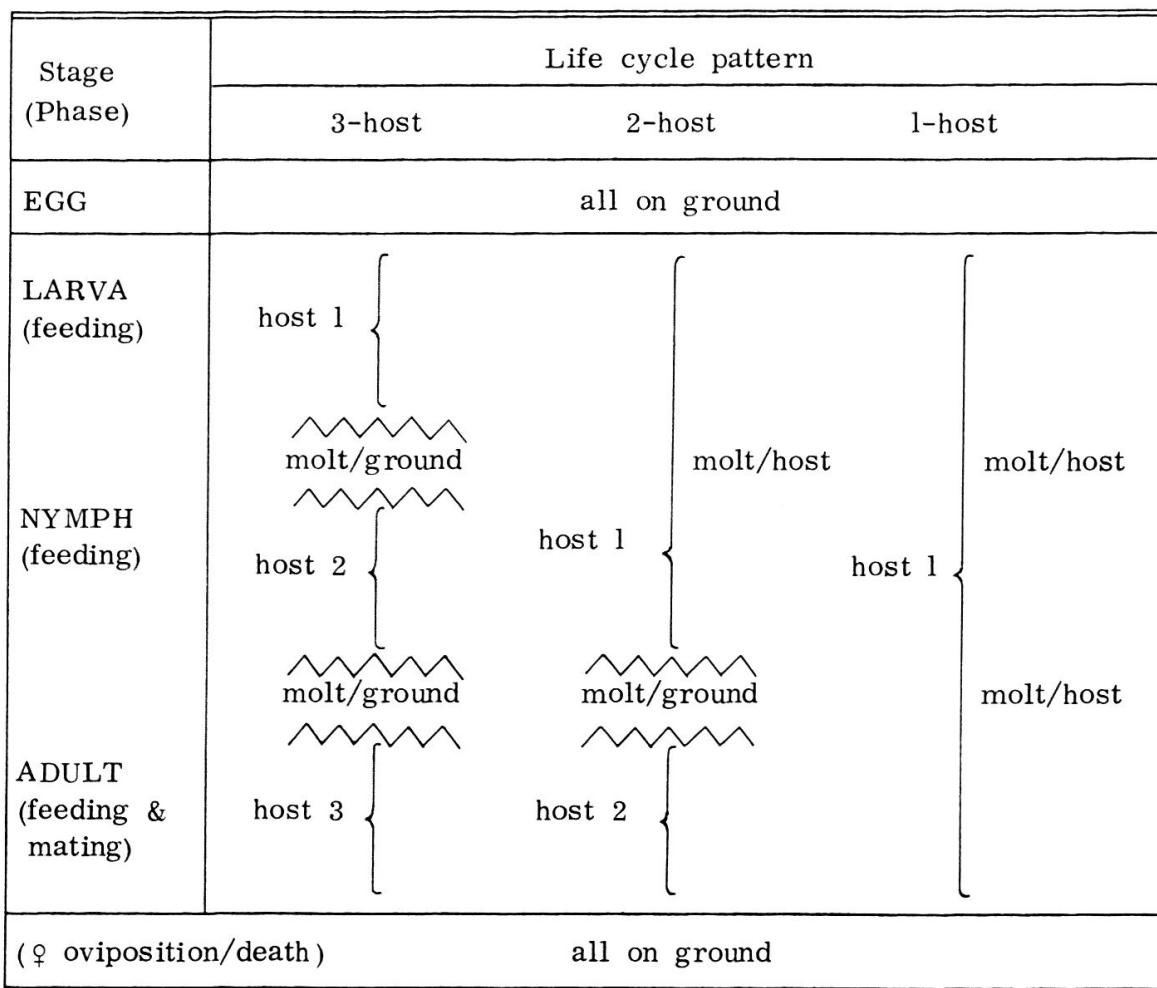 Stage
(Phase)
Life cycle pattern
3-host 2-host 1-host
EGG all on ground
LARVA
(feeding)
host 1
molt/ground
molt/host molt/host
NYMPH
(feeding)
host 2 host 1 host 1
molt/ground molt/ground molt/host
ADULT
(feeding &
mating)
host 3 host 2
(♀ oviposition/death) all on ground